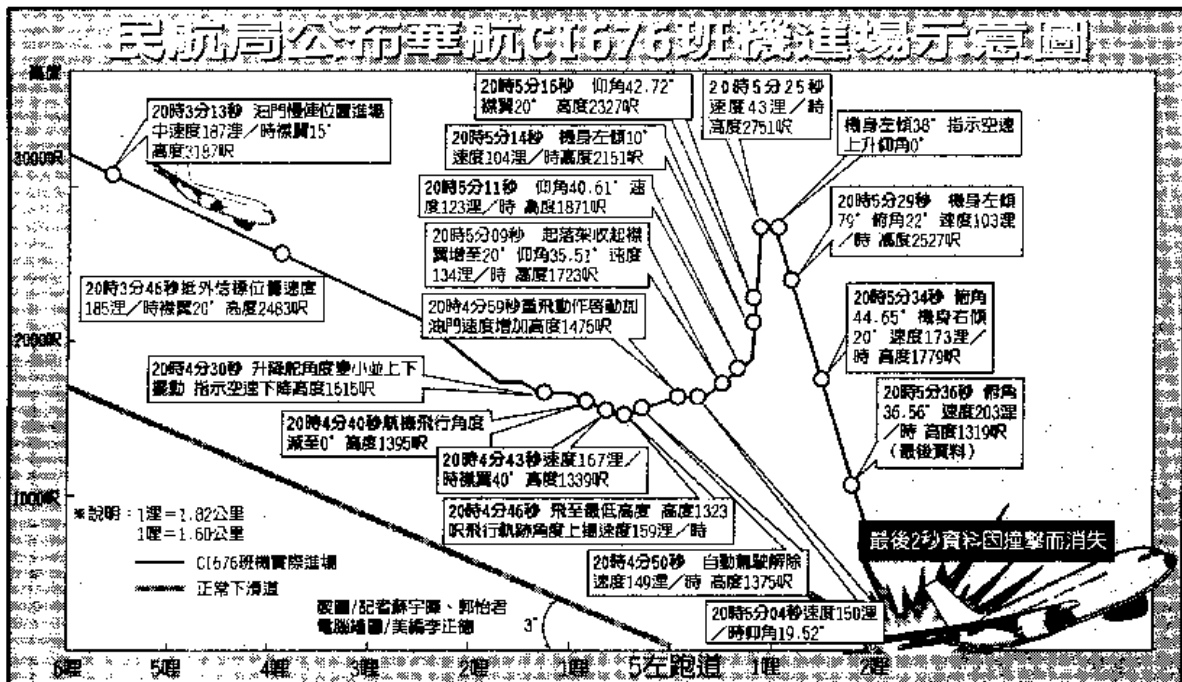 民航局公布華航CI676班機進場示意圖
高度
3000呎
2000呎
1000呎
20時3分13秒 油門慢速位置進場
中速度187浬／時襟翼15°
高度3187呎
20時3分46秒抵外信標位置速度
185浬／時襟翼20° 高度2483呎
20時4分30秒 升降舵角度變小並上下
擺動 指示空速下降高度1515呎
20時4分40秒航機飛行角度
減至0° 高度1395呎
20時4分43秒速度167浬／
時襟翼40° 高度1339呎
20時4分46秒 飛至最低高度 高度1323
呎飛行軌跡角度上揚速度159浬／時
20時4分50秒 自動駕駛解除
速度149浬／時 高度1375呎
20時4分59秒重飛動作啓動加
油門速度增加高度1475呎
20時5分04秒速度150浬
／時仰角19.52°
20時5分09秒 起落架收起襟
翼增至20° 仰角35.51° 速度
134浬／時 高度1723呎
20時5分11秒 仰角40.61° 速
度123浬／時 高度1871呎
20時5分14秒 機身左傾10°
速度104浬／時高度2151呎
20時5分16秒 仰角42.72°
襟翼20° 高度2327呎
20時5分25秒
速度43浬／時
高度2751呎
機身左傾38° 指示空速
上升仰角0°
20時5分29秒 機身左傾
79° 俯角22° 速度103浬
／時 高度2527呎
20時5分34秒 俯角
44.65° 機身右傾
20° 速度173浬／
時 高度1779呎
20時5分36秒 俯角
36.56° 速度203浬
／時 高度1319呎
（最後資料）
最後2秒資料因撞擊而消失
※說明：1浬＝1.82公里
1哩＝1.60公里
CI676班機實際進場
正常下滑道
製圖/記者蘇宇暉、郭怡君
電腦繪圖/美編李正德
3°
6哩
5哩
4哩
3哩
2哩
1哩
5左跑道
1哩
2哩